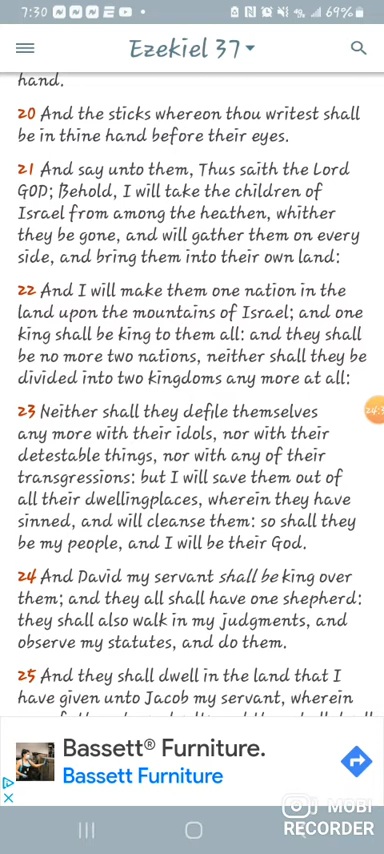 7:30
69%
Ezekiel 37
hand.
20 And the sticks whereon thou writest shall
be in thine hand before their eyes.
21 And say unto them, Thus saith the Lord
GOD; Behold, I will take the children of
Israel from among the heathen, whither
they be gone, and will gather them on every
side, and bring them into their own land:
22 And I will make them one nation in the
land upon the mountains of Israel; and one
king shall be king to them all: and they shall
be no more two nations, neither shall they be
divided into two kingdoms any more at all:
23 Neither shall they defile themselves
any more with their idols, nor with their
detestable things, nor with any of their
transgressions: but I will save them out of
all their dwellingplaces, wherein they have
sinned, and will cleanse them: so shall they
be my people, and I will be their God.
24 And David my servant shall be king over
them; and they all shall have one shepherd:
they shall also walk in my judgments, and
observe my statutes, and do them.
25 And they shall dwell in the land that I
have given unto Jacob my servant, wherein
Bassett® Furniture.
Bassett Furniture
MOBI
RECORDER